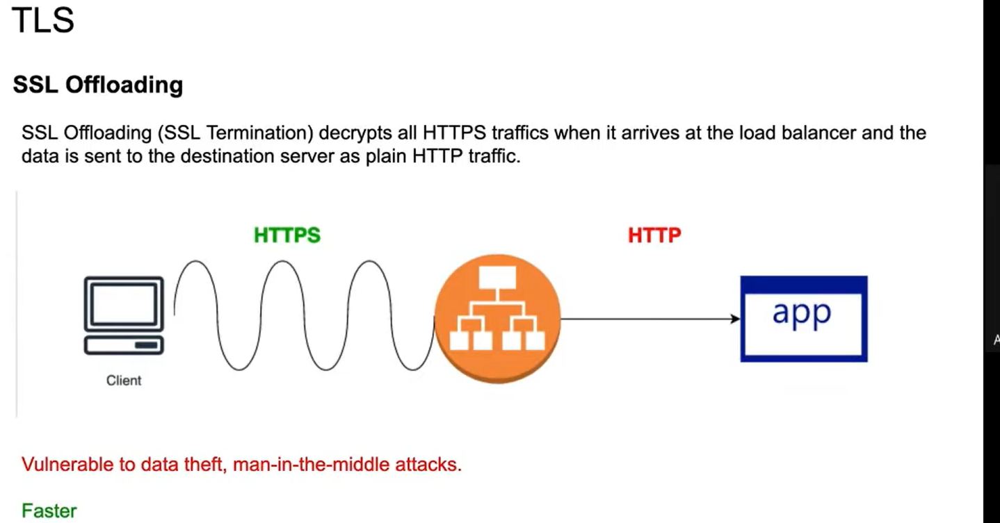 TLS
SSL Offloading
SSL Offloading (SSL Termination) decrypts all HTTPS traffics when it arrives at the load balancer and the
data is sent to the destination server as plain HTTP traffic.
HTTPS
HTTP
app
Client
A
Vulnerable to data theft, man-in-the-middle attacks.
Faster